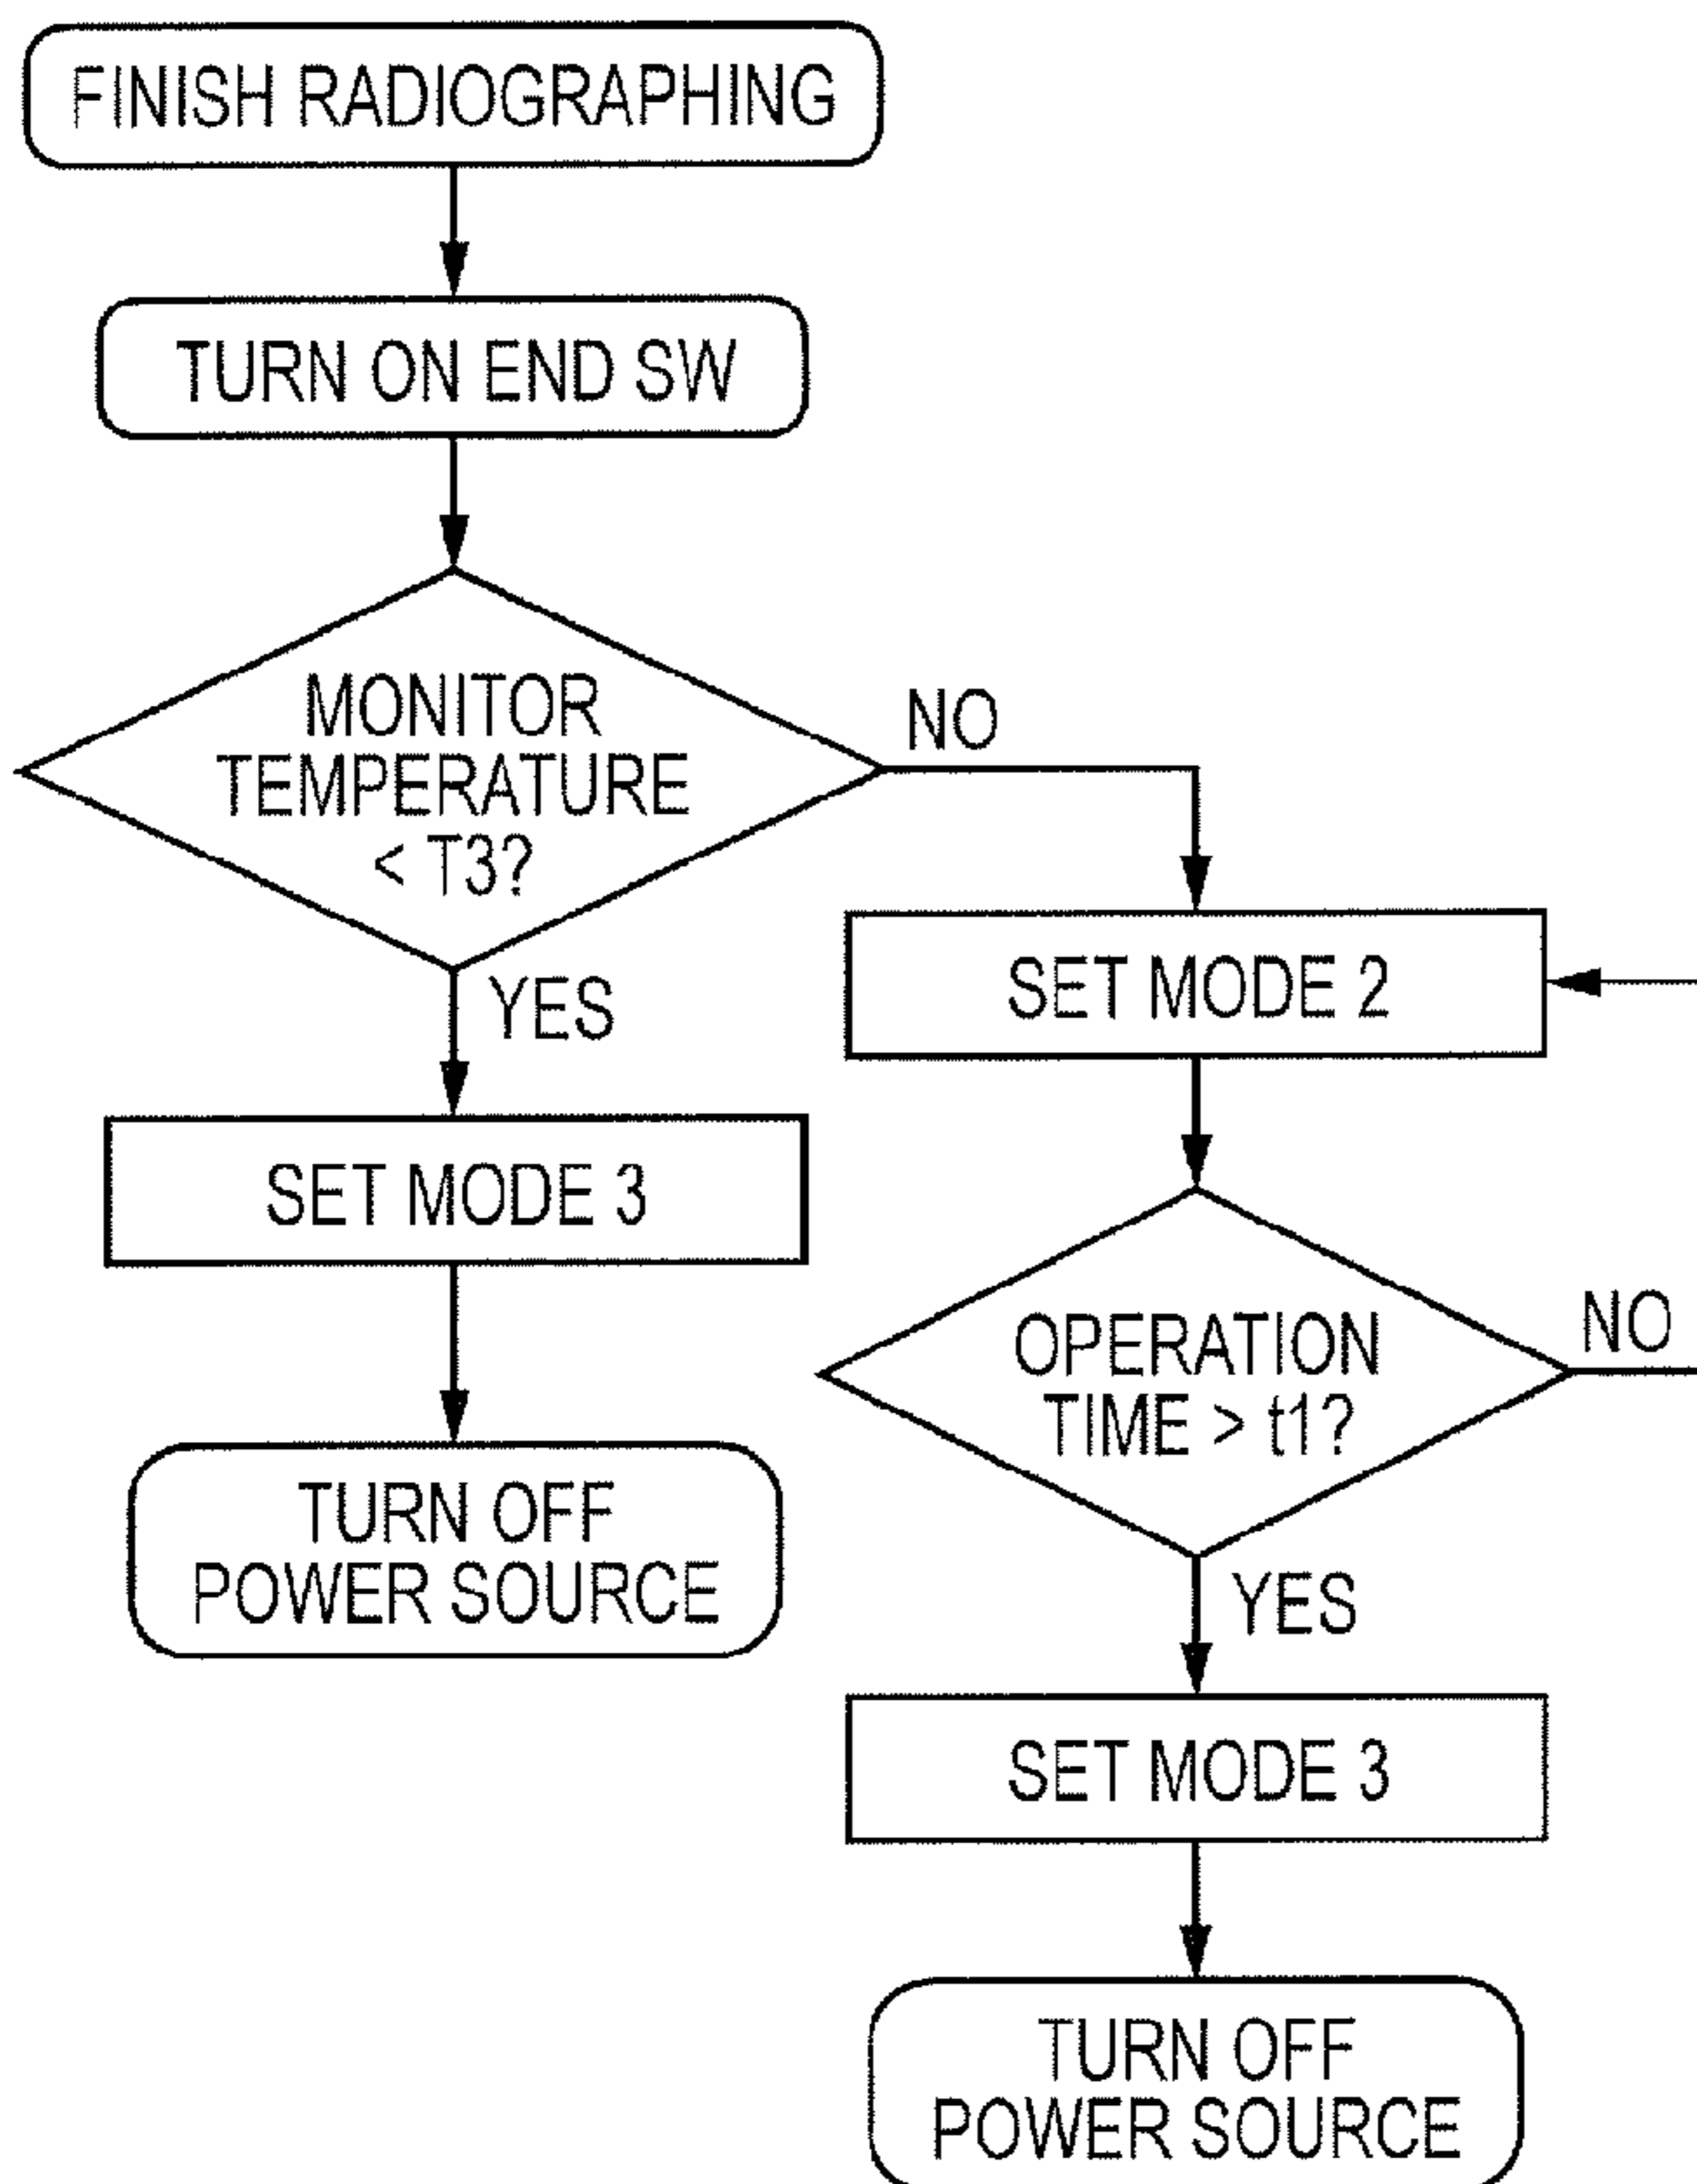 FINISH RADIOGRAPHING
TURN ON END SW
MONITOR
TEMPERATURE
< T3?
NO
YES
SET MODE 2
SET MODE 3
OPERATION
TIME > t1?
NO
TURN OFF
POWER SOURCE
YES
SET MODE 3
TURN OFF
POWER SOURCE